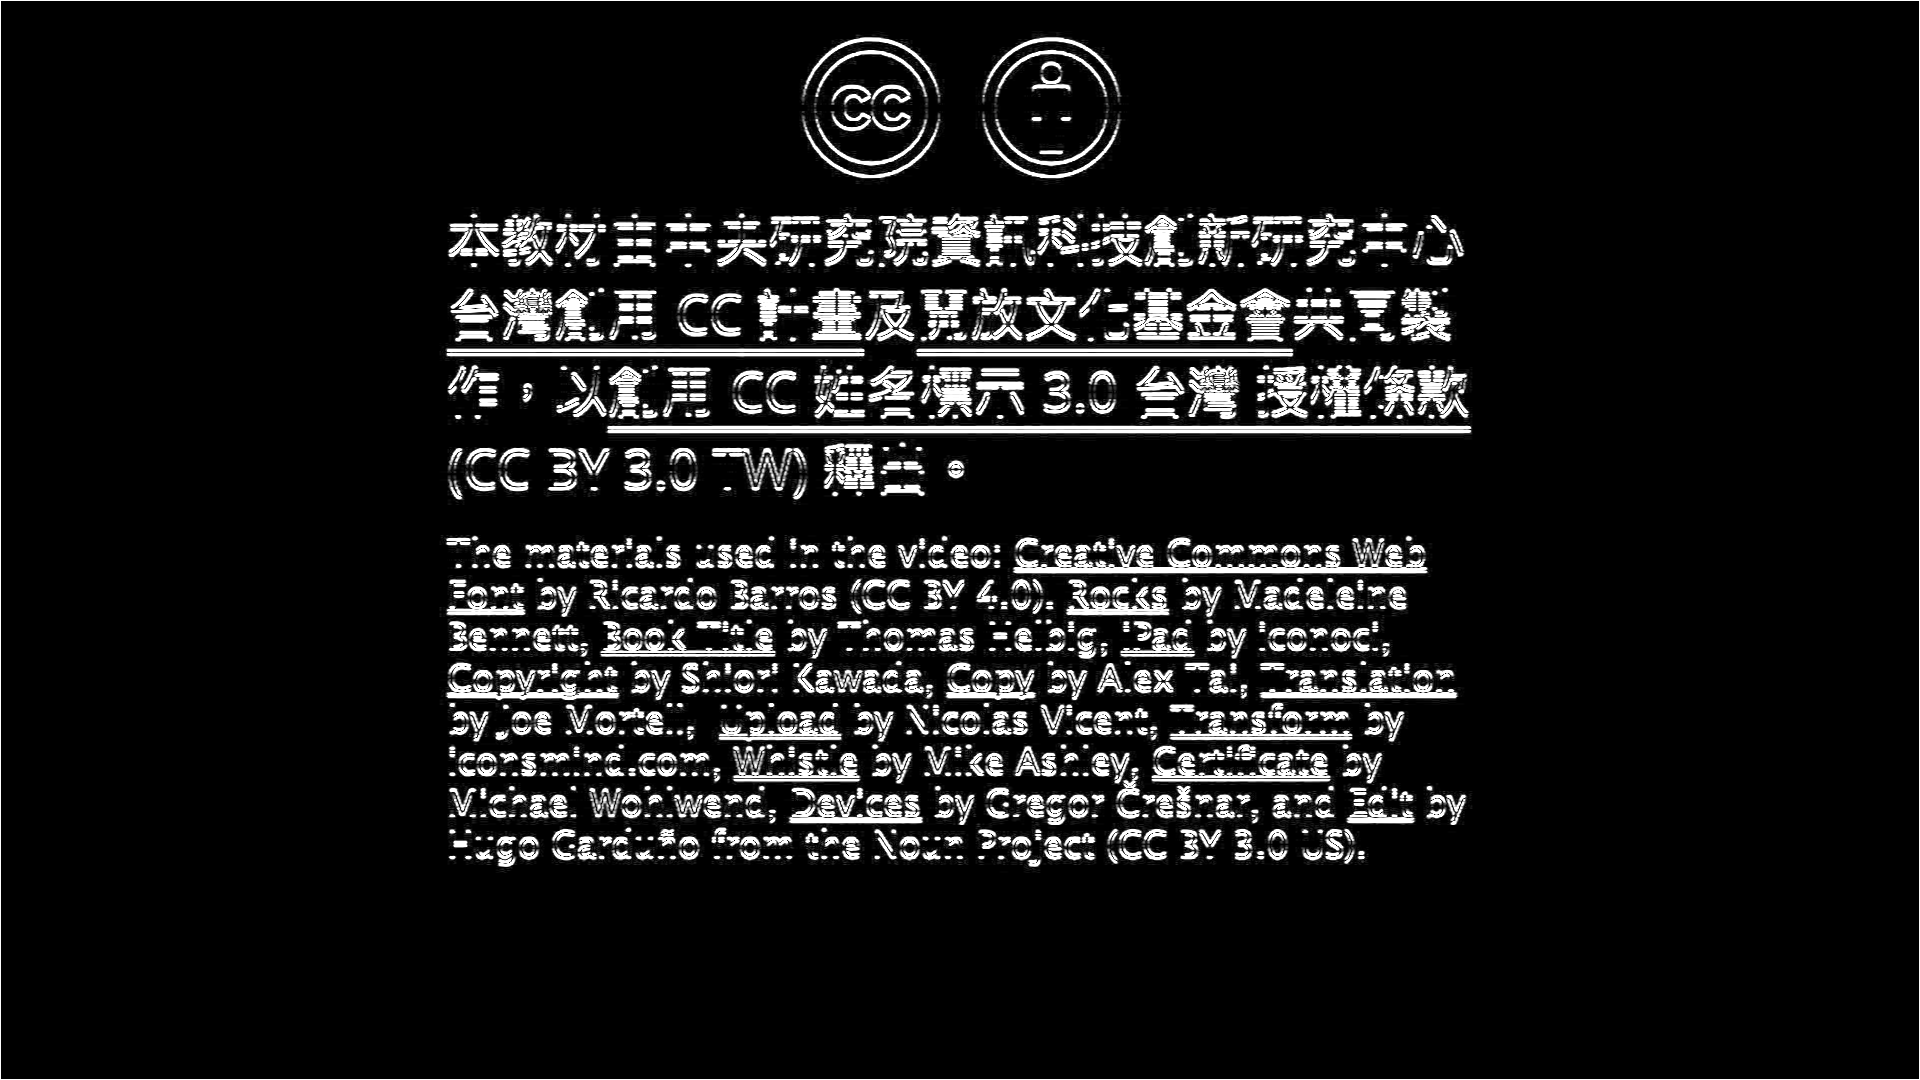 cc
本教材由中央研究院資訊科技創新研究中心
台灣創用 CC 計畫及開放文化基金會共同製
作，以創用 CC 姓名標示 3.0 台灣 授權條款
(CC BY 3.0 TW) 釋出。
The materials used in the video: Creative Commons Web
Font by Ricardo Barros (CC BY 4.0). Rocks by Madeleine
Bennett, Book Title by Thomas Helbig, iPad by iconoci,
Copyright by Shiori Kawada, Copy by Alex Tai, Translation
by Joe Mortell, Upload by Nicolas Vicent, Transform by
iconsmind.com, Whistle by Mike Ashley, Certificate by
Michael Wohlwend, Devices by Gregor Črešnar, and Edit by
Hugo Garduño from the Noun Project (CC BY 3.0 US).